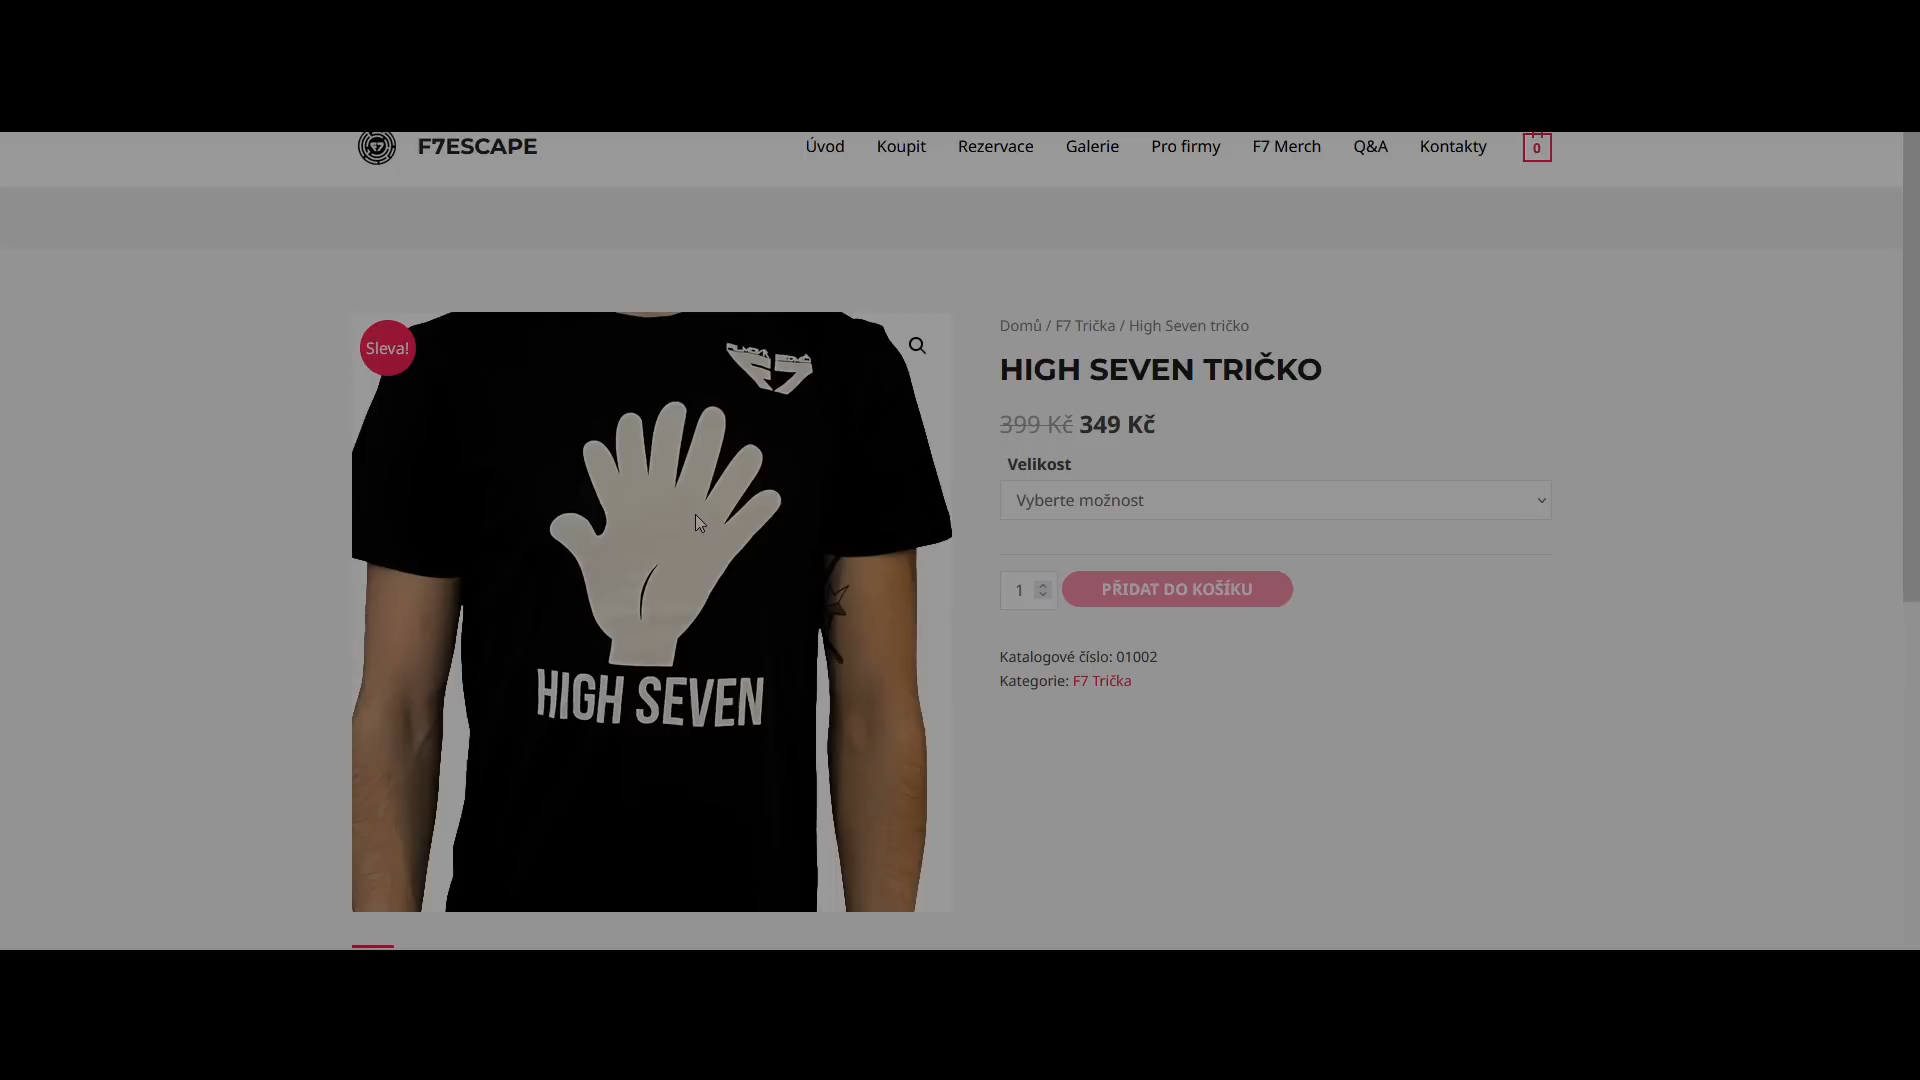 F7ESCAPE
Úvod
Koupit
Rezervace
Galerie
Pro firmy
F7 Merch
Q&A
Kontakty
0
Sleva!
F7
HIGH SEVEN
Domů / F7 Trička / High Seven tričko
HIGH SEVEN TRIČKO
399 Kč 349 Kč
Velikost
Vyberte možnost
1
PŘIDAT DO KOŠÍKU
Katalogové číslo: 01002
Kategorie: F7 Trička